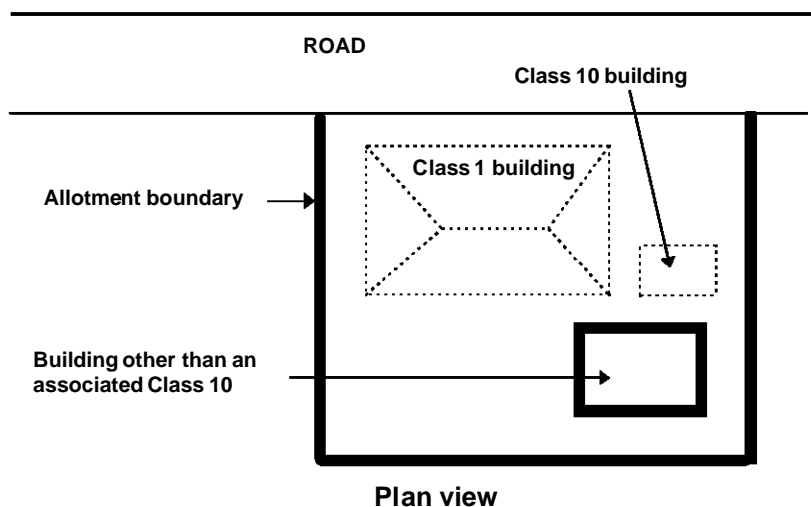 ROAD
Class 10 building
Class 1 building
Allotment boundary
Building other than an
associated Class 10
Plan view